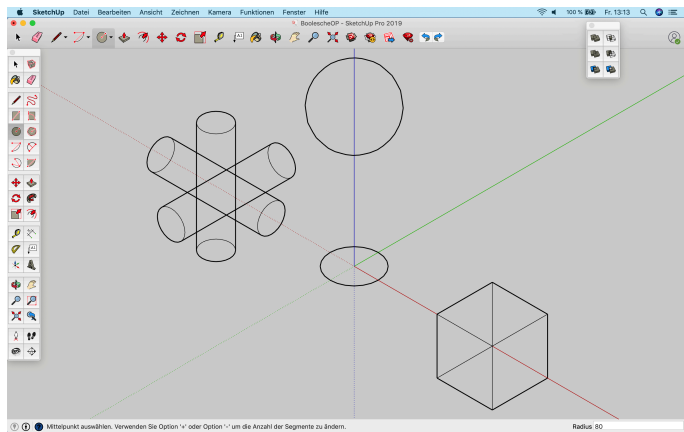 SketchUp Datei Bearbeiten Ansicht Zeichnen Kamera Funktionen Fenster Hilfe 100 % Fr. 13:13
BoolescheOP - SketchUp Pro 2019
Mittelpunkt auswählen. Verwenden Sie Option '+' oder Option '-' um die Anzahl der Segmente zu ändern. Radius 80